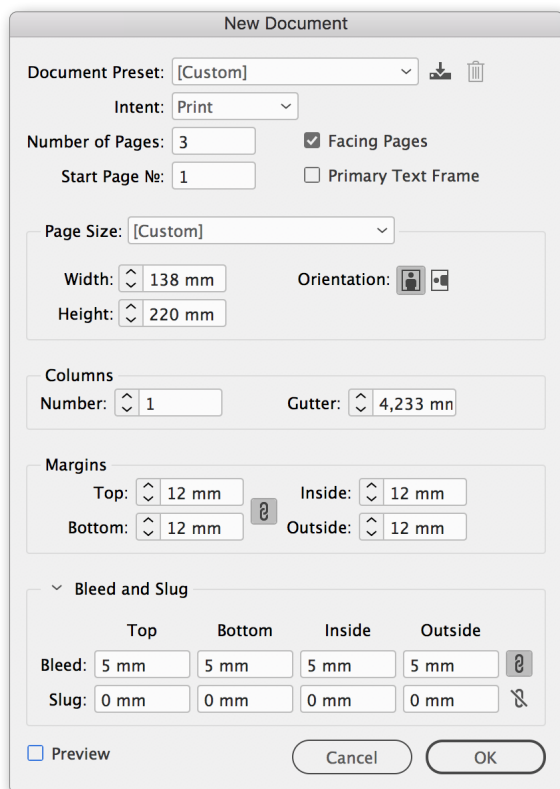 New Document
Document Preset: [Custom]
Intent: Print
Number of Pages: 3 Facing Pages
Start Page №: 1 Primary Text Frame
Page Size: [Custom]
Width: 138 mm Orientation:
Height: 220 mm
Columns
Number: 1 Gutter: 4,233 mm
Margins
Top: 12 mm Inside: 12 mm
Bottom: 12 mm Outside: 12 mm
Bleed and Slug
Top Bottom Inside Outside
Bleed: 5 mm 5 mm 5 mm 5 mm
Slug: 0 mm 0 mm 0 mm 0 mm
Preview Cancel OK